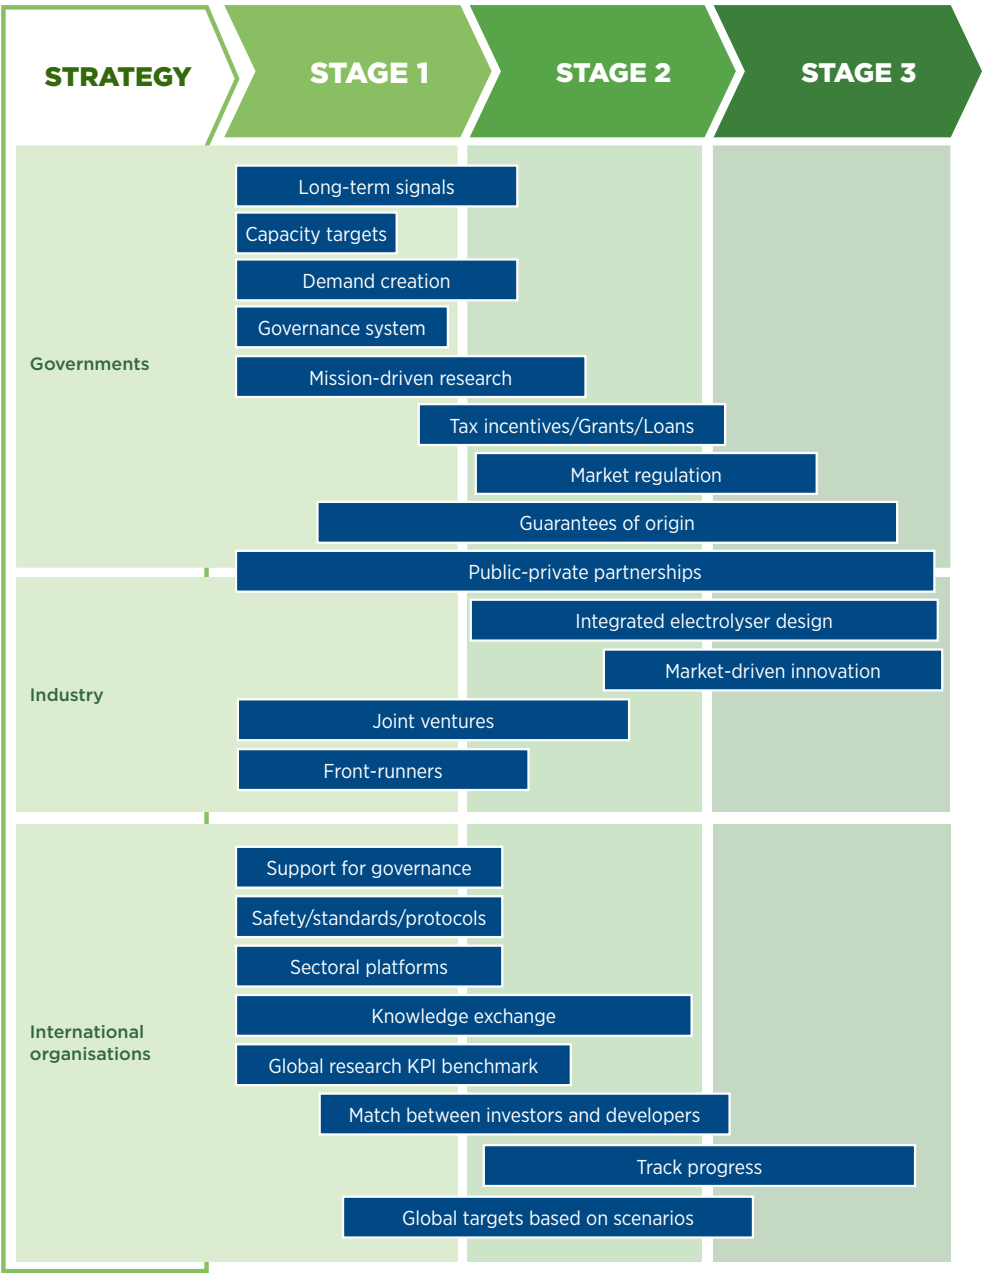 STRATEGY
STAGE 1
STAGE 2
STAGE 3
Governments
Long-term signals
Capacity targets
Demand creation
Governance system
Mission-driven research
Tax incentives/Grants/Loans
Market regulation
Guarantees of origin
Public-private partnerships
Industry
Integrated electrolyser design
Market-driven innovation
Joint ventures
Front-runners
International
organisations
Support for governance
Safety/standards/protocols
Sectoral platforms
Knowledge exchange
Global research KPI benchmark
Match between investors and developers
Track progress
Global targets based on scenarios